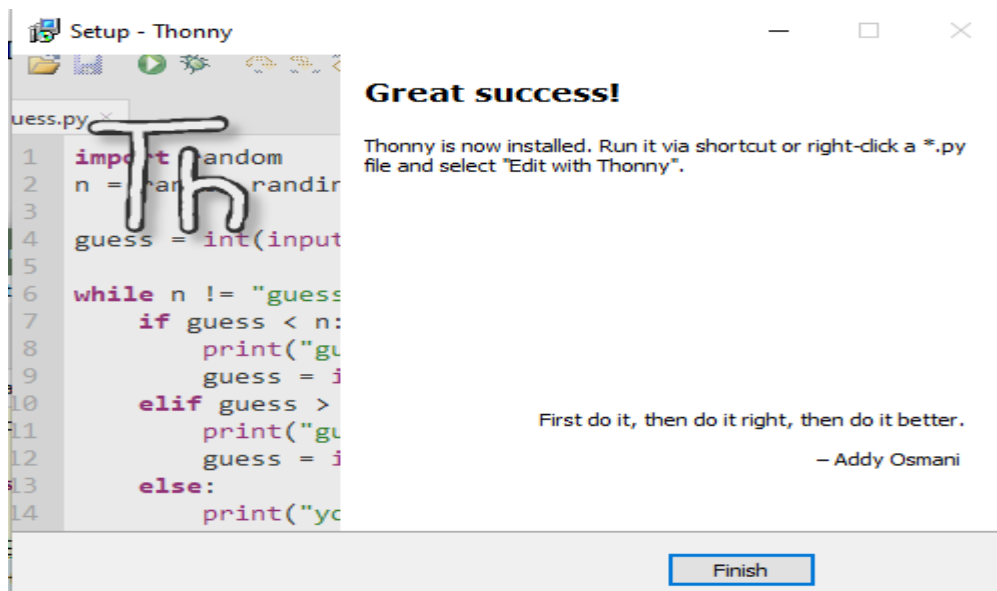 Setup - Thonny
uess.py
Th
1 import random
2 n = ran randin
3
4 guess = int(input
5
6 while n != "guess
7 if guess < n:
8 print("gu
9 guess = i
10 elif guess >
11 print("gu
12 guess = i
13 else:
14 print("yo
Great success!
Thonny is now installed. Run it via shortcut or right-click a *.py
file and select "Edit with Thonny".
First do it, then do it right, then do it better.
– Addy Osmani
Finish